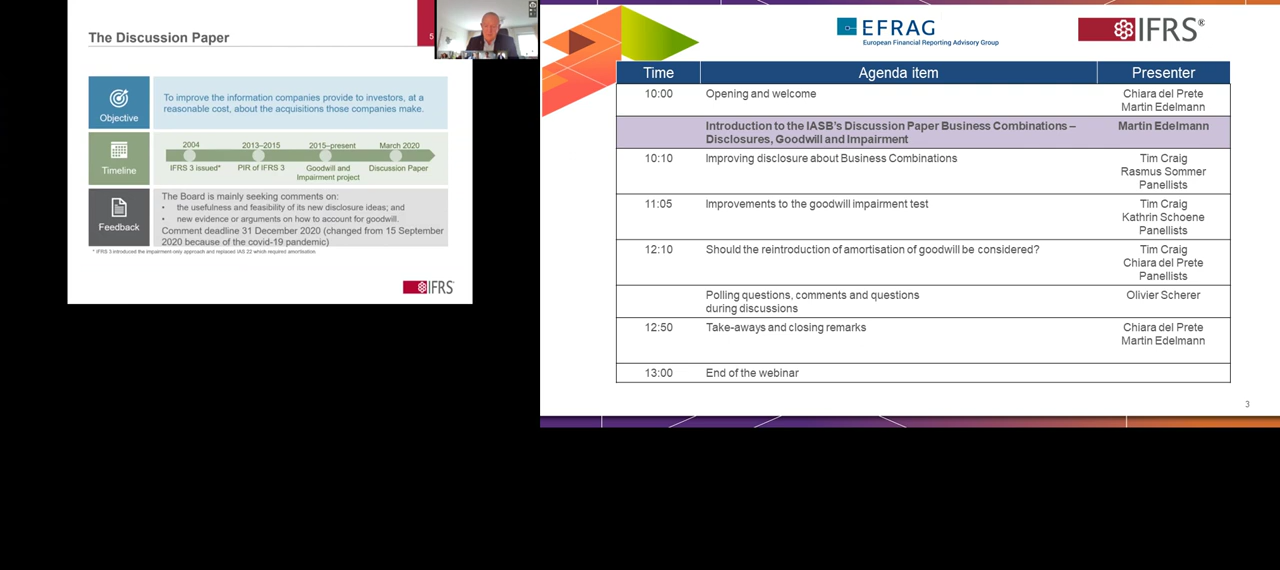 The Discussion Paper
5
Objective
To improve the information companies provide to investors, at a
reasonable cost, about the acquisitions those companies make.
Timeline
2004
2013–2015
2015–present
March 2020
IFRS 3 issued*
PIR of IFRS 3
Goodwill and
Impairment project
Discussion Paper
Feedback
The Board is mainly seeking comments on:
• the usefulness and feasibility of its new disclosure ideas; and
• new evidence or arguments on how to account for goodwill.
Comment deadline 31 December 2020 (changed from 15 September
2020 because of the covid-19 pandemic)
* IFRS 3 introduced the impairment-only approach and replaced IAS 22 which required amortisation.
IFRS
EFRAG
European Financial Reporting Advisory Group
IFRS®
Time Agenda item Presenter
10:00 Opening and welcome Chiara del Prete
Martin Edelmann
Introduction to the IASB's Discussion Paper Business Combinations – Martin Edelmann
Disclosures, Goodwill and Impairment
10:10 Improving disclosure about Business Combinations Tim Craig
Rasmus Sommer
Panellists
11:05 Improvements to the goodwill impairment test Tim Craig
Kathrin Schoene
Panellists
12:10 Should the reintroduction of amortisation of goodwill be considered? Tim Craig
Chiara del Prete
Panellists
Polling questions, comments and questions Olivier Scherer
during discussions
12:50 Take-aways and closing remarks Chiara del Prete
Martin Edelmann
13:00 End of the webinar
3